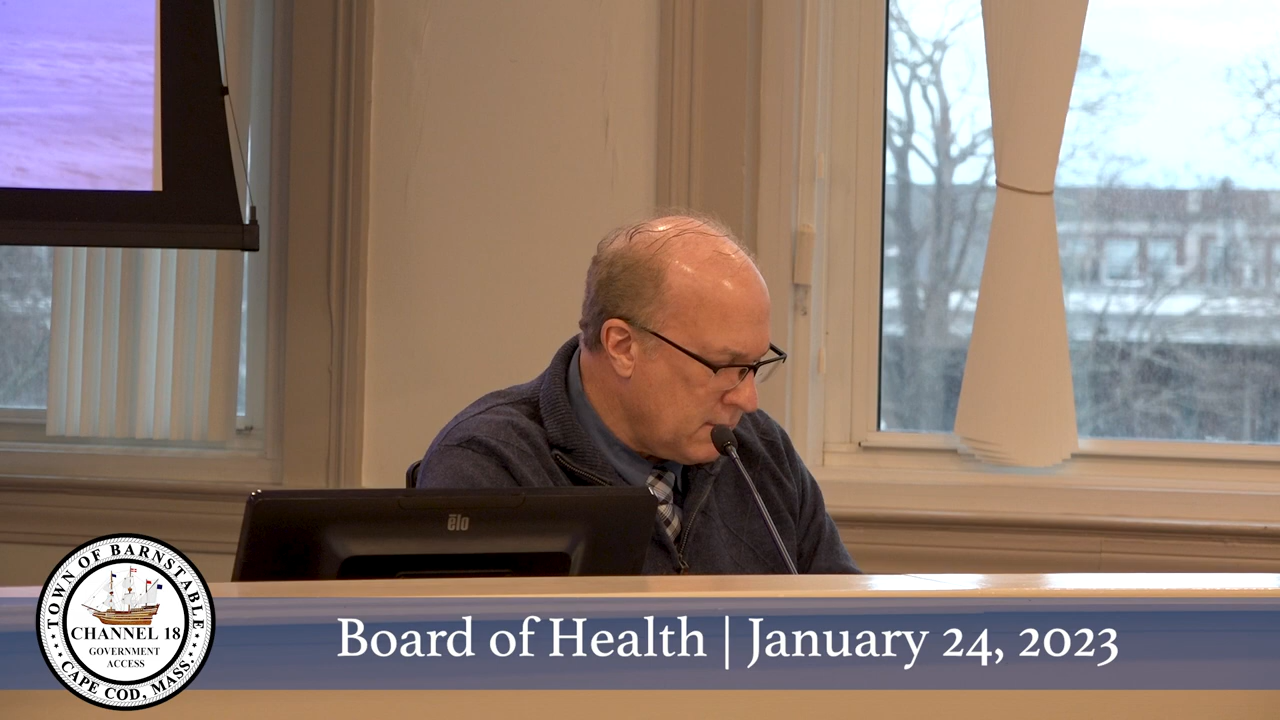 elo
TOWN OF BARNSTABLE
CHANNEL 18
GOVERNMENT
ACCESS
CAPE COD, MASS.
Board of Health | January 24, 2023